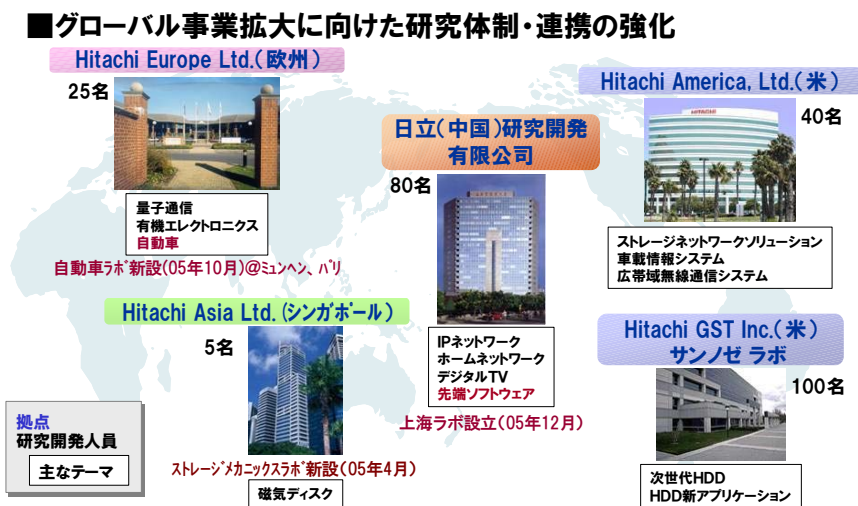 ■グローバル事業拡大に向けた研究体制・連携の強化
Hitachi Europe Ltd.(欧州)
25名
量子通信
有機エレクトロニクス
自動車
自動車ラボ新設(05年10月)@ミュンヘン、パリ
日立(中国)研究開発
有限公司
80名
IPネットワーク
ホームネットワーク
デジタルTV
先端ソフトウェア
上海ラボ設立(05年12月)
Hitachi America, Ltd.(米)
HITACHI
40名
ストレージネットワークソリューション
車載情報システム
広帯域無線通信システム
Hitachi Asia Ltd.(シンガポール)
5名
ストレージメカニックスラボ新設(05年4月)
磁気ディスク
Hitachi GST Inc.(米)
サンノゼ ラボ
100名
次世代HDD
HDD新アプリケーション
拠点
研究開発人員
主なテーマ